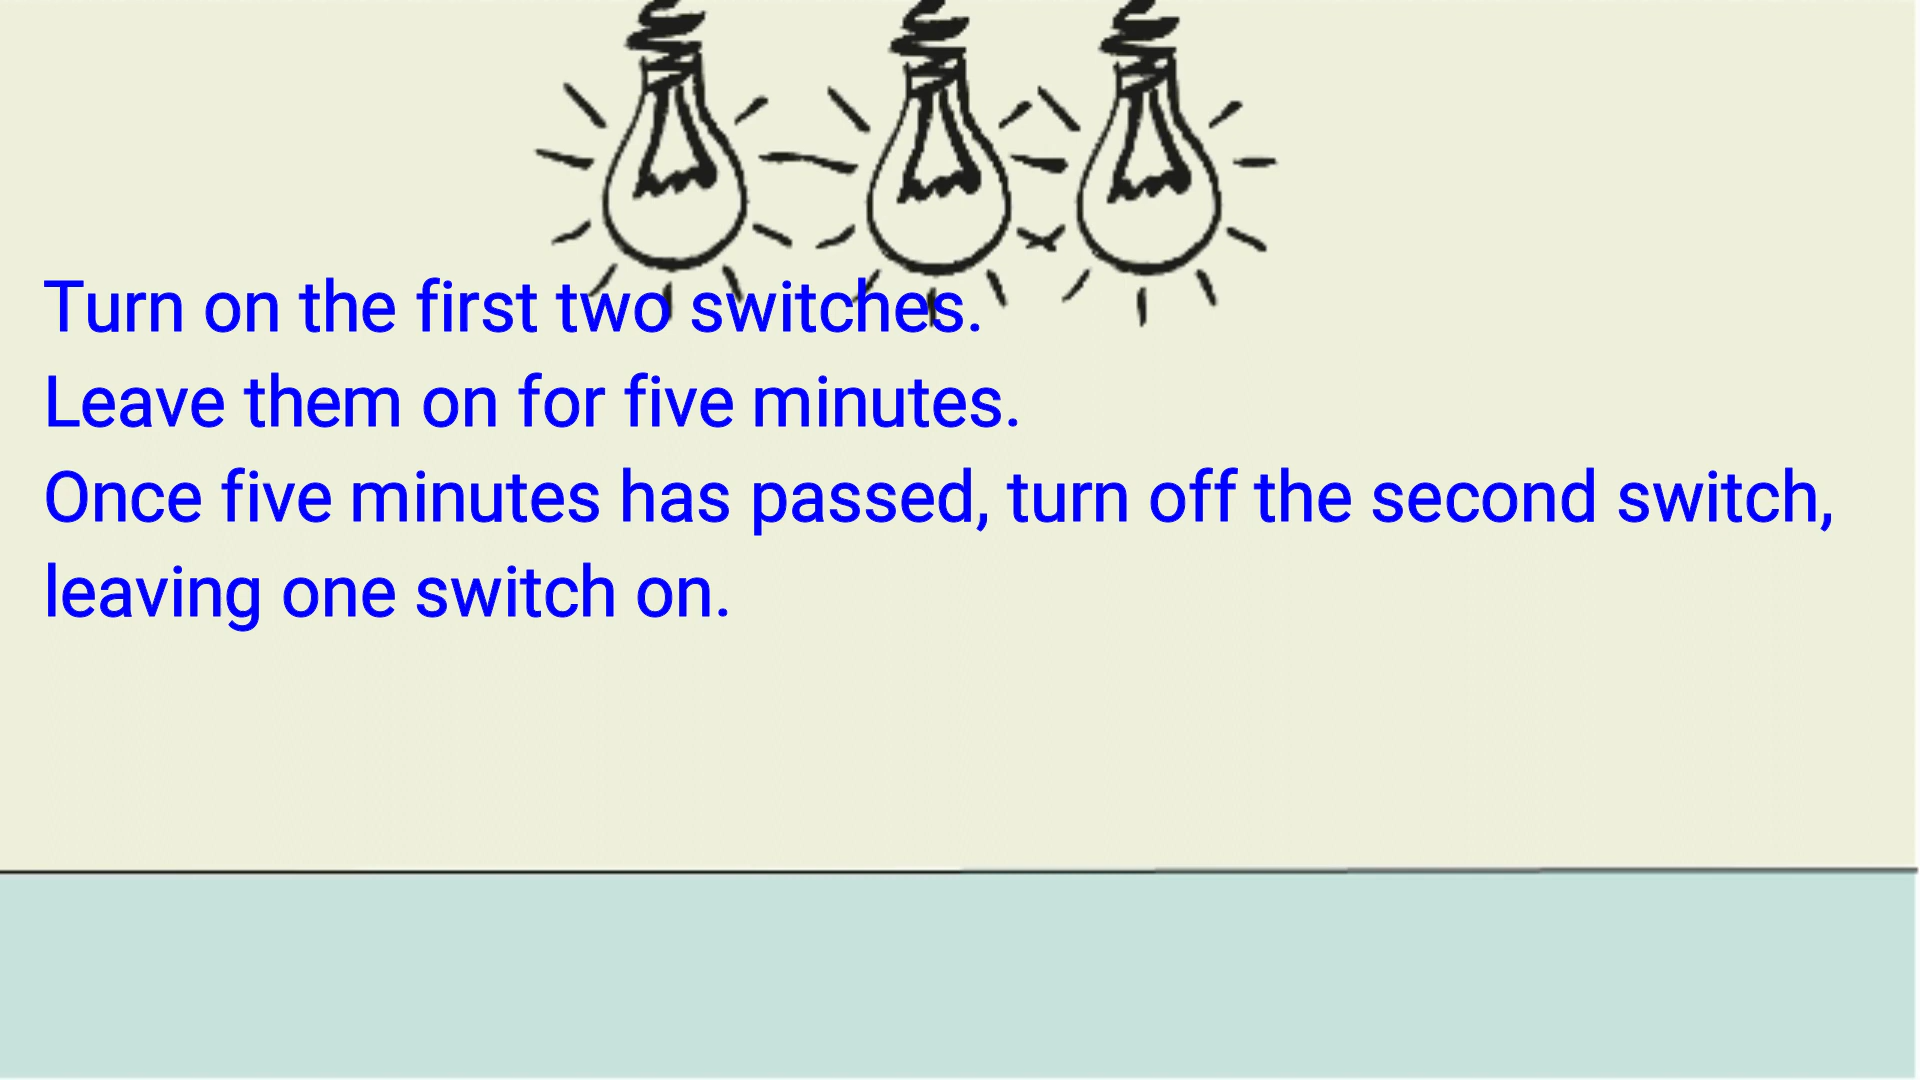 Turn on the first two switches.
Leave them on for five minutes.
Once five minutes has passed, turn off the second switch,
leaving one switch on.